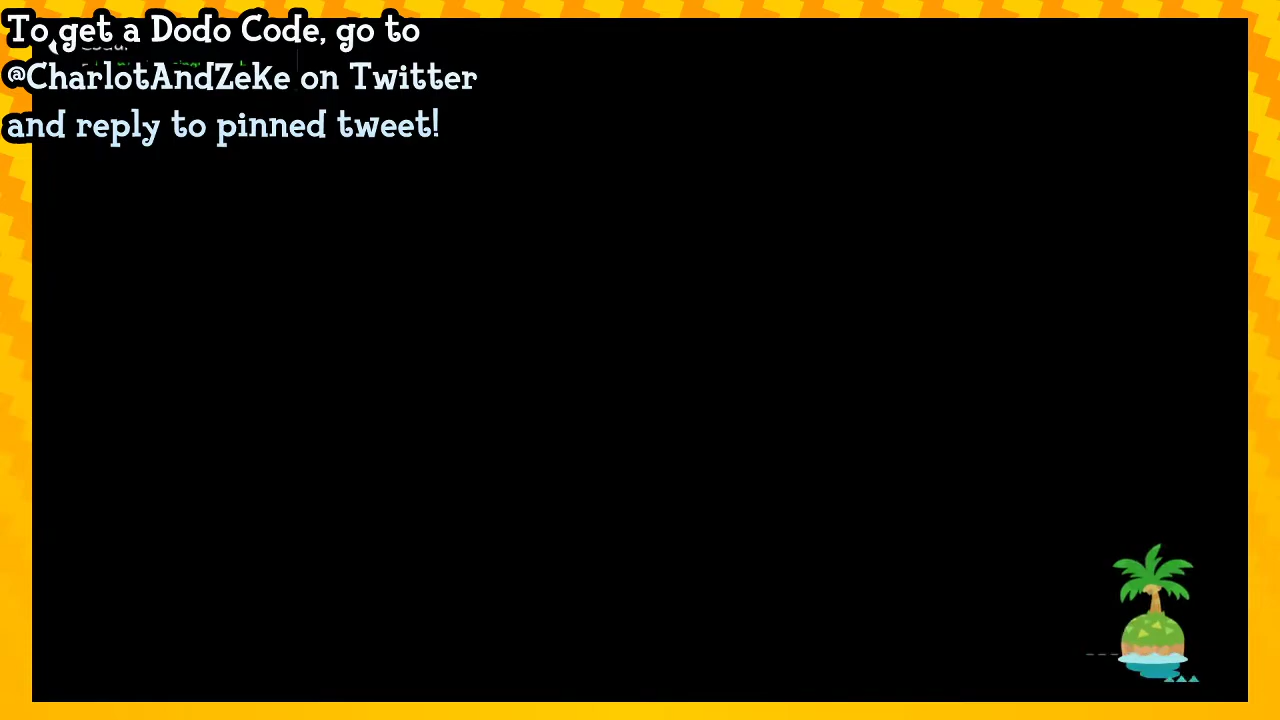 To get a Dodo Code, go to
@CharlotAndZeKe on Twitter
and reply to pinned tweet!